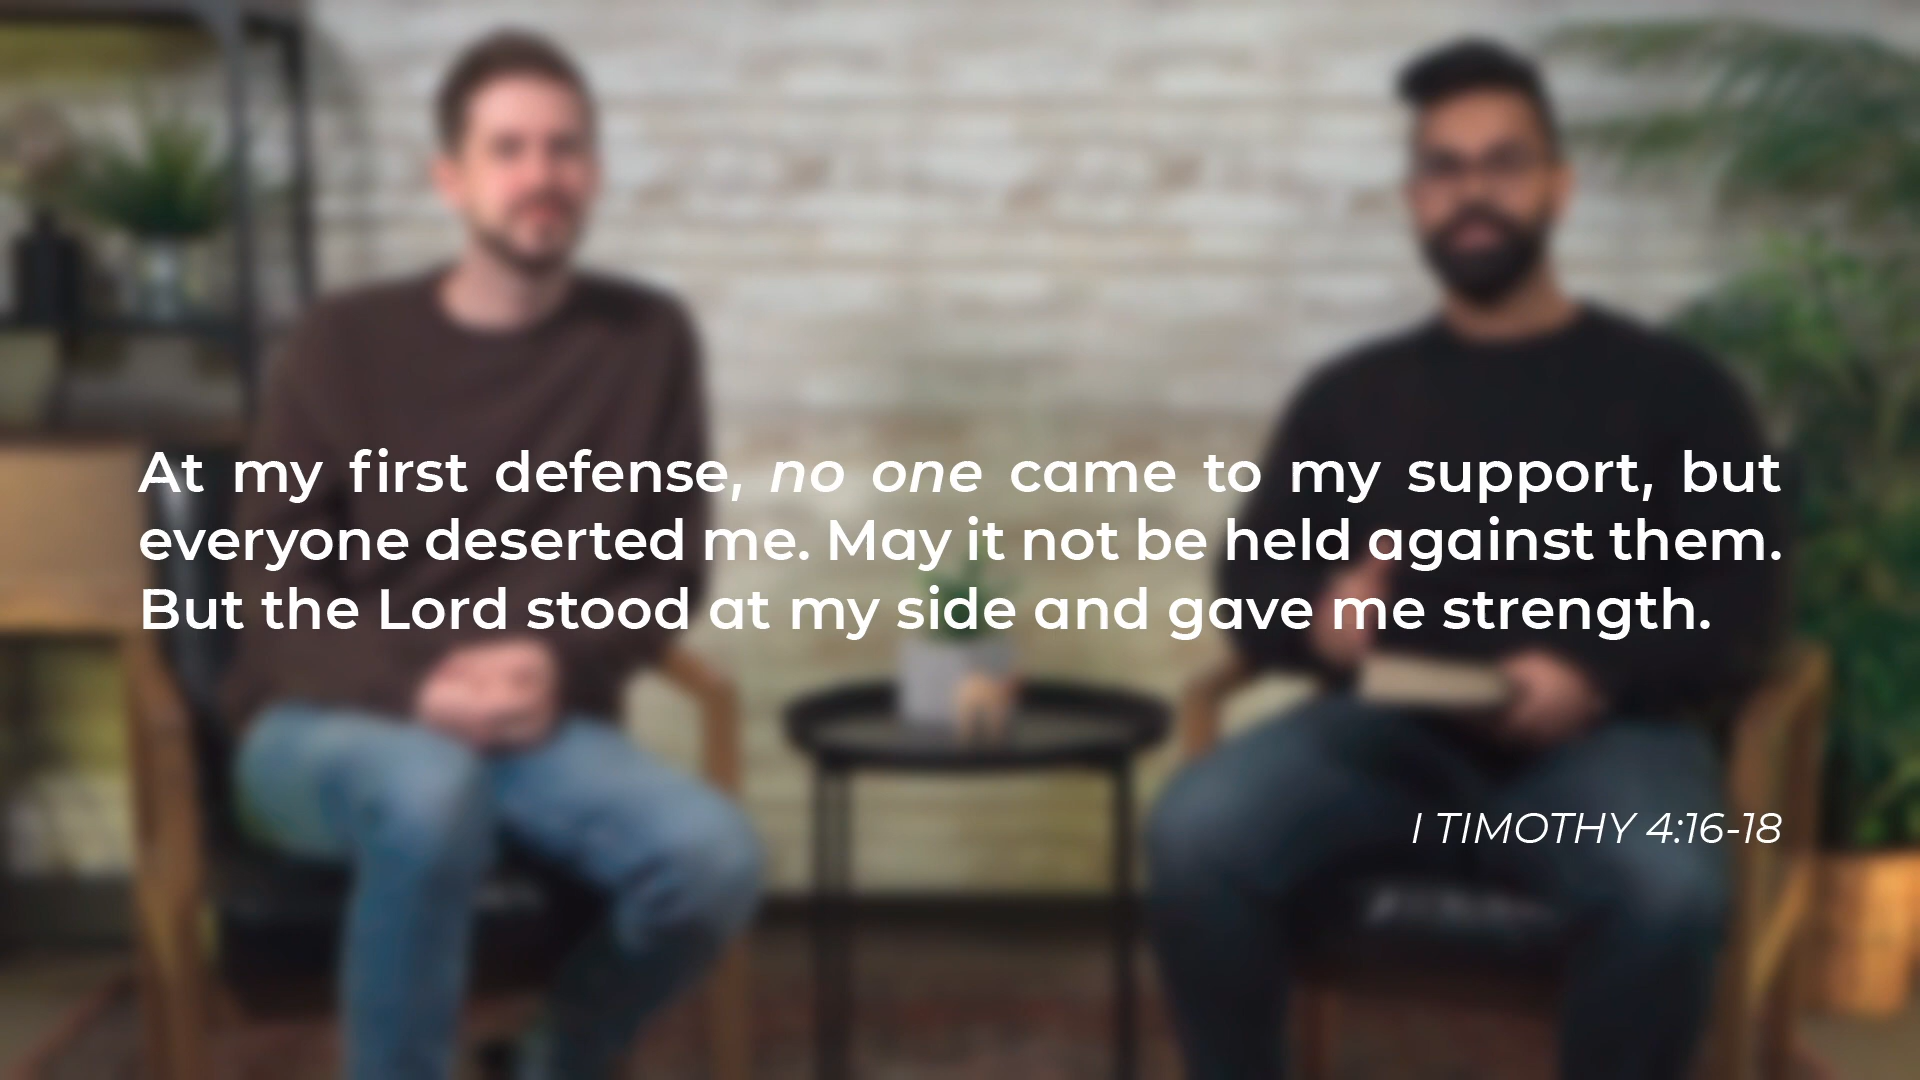 At my first defense, no one came to my support, but
everyone deserted me. May it not be held against them.
But the Lord stood at my side and gave me strength.
I TIMOTHY 4:16-18